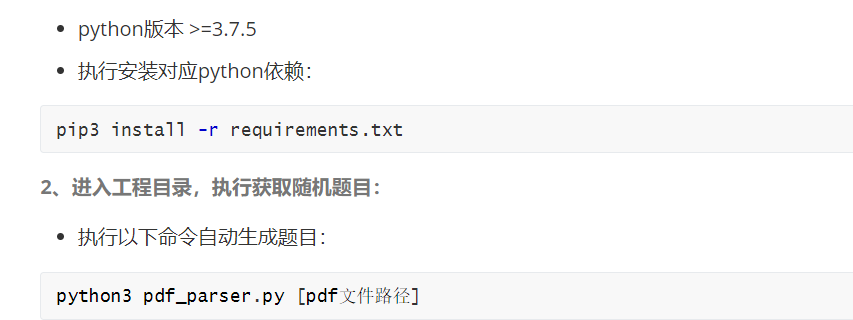 python版本 >=3.7.5
执行安装对应python依赖：
pip3 install -r requirements.txt
2、进入工程目录，执行获取随机题目：
执行以下命令自动生成题目：
python3 pdf_parser.py [pdf文件路径]